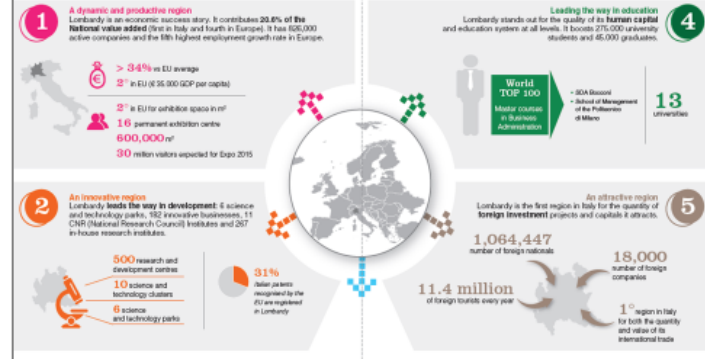 1
A dynamic and productive region
Lombardy is an economic success story. It contributes 20.8% of the
National value added (first in Italy and fourth in Europe). It has 826,000
active companies and the fifth highest employment growth rate in Europe.
> 34% vs EU average
2° in EU (€ 35,000 GDP per capita)
2° in EU for exhibition space in m²
16 permanent exhibition centre
600,000 m²
30 million visitors expected for Expo 2015
Leading the way in education
4
Lombardy stands out for the quality of its human capital
and education system at all levels. It boosts 275,000 university
students and 45,000 graduates.
World
TOP 100
Master courses
in Business
Administration
• SDA Bocconi
• School of Management
of the Politecnico
di Milano
13
universities
2
An innovative region
Lombardy leads the way in development: 6 science
and technology parks, 182 innovative businesses, 11
CNR (National Research Council) Institutes and 267
in-house research institutes.
500 research and
development centres
10 science and
technology clusters
6 science
and technology parks
31%
Italian patents
recognised by the
EU are registered
in Lombardy
An attractive region
5
Lombardy is the first region in Italy for the quantity of
foreign investment projects and capitals it attracts.
1,064,447
number of foreign nationals
18,000
number of foreign
companies
11.4 million
of foreign tourists every year
1° region in Italy
for both the quantity
and value of its
international trade